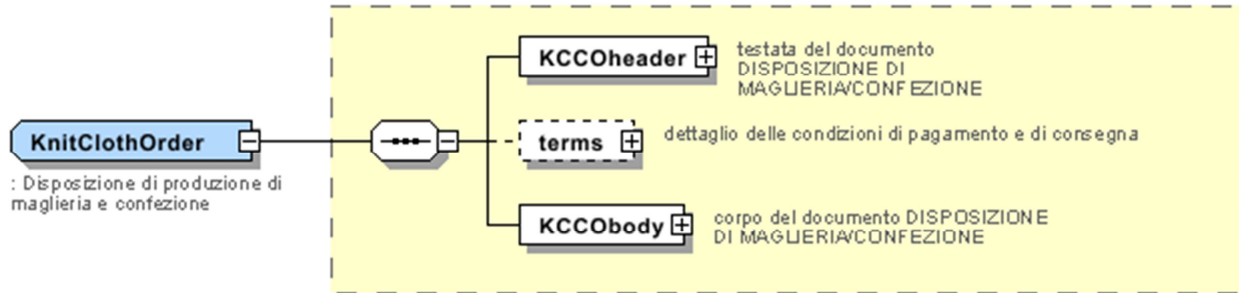 KCCOheader
testata del documento
DISPOSIZIONE DI
MAGLIERIA/CONFEZIONE
KnitClothOrder
: Disposizione di produzione di
maglieria e confezione
terms
dettaglio delle condizioni di pagamento e di consegna
KCCObody
corpo del documento DISPOSIZIONE
DI MAGLIERIA/CONFEZIONE